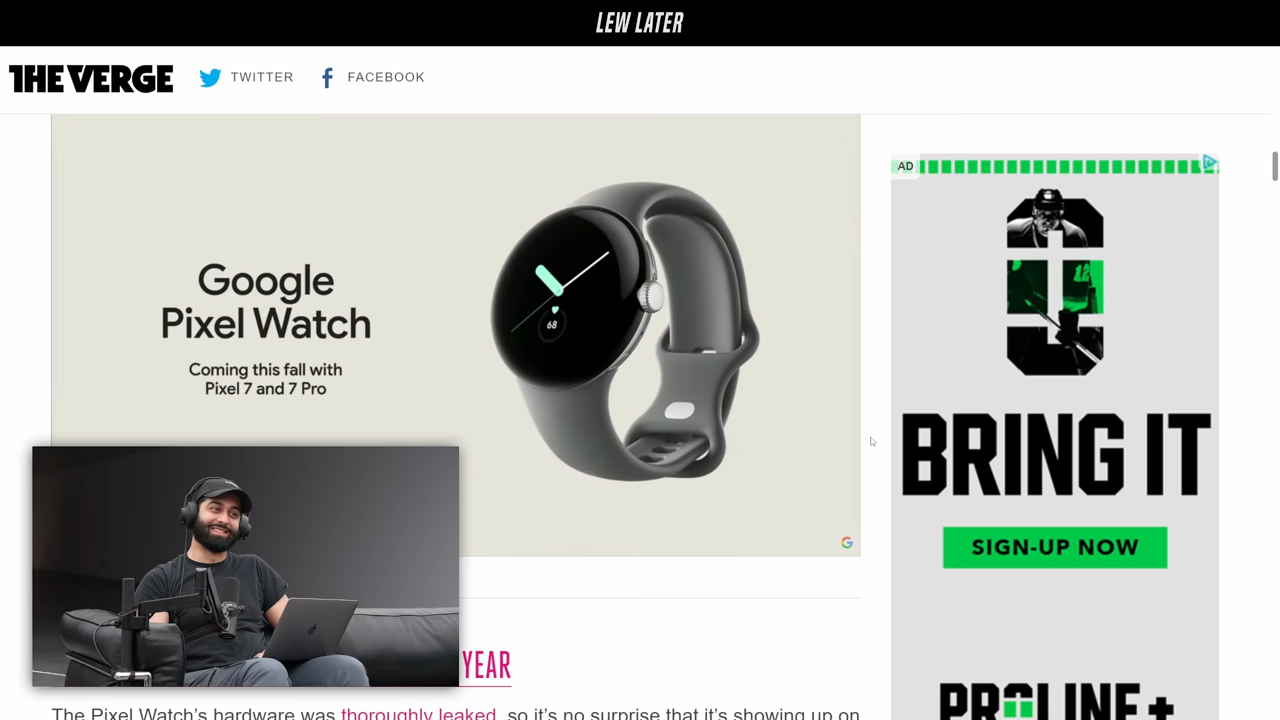 LEW LATER
THE VERGE
TWITTER
FACEBOOK
Google
Pixel Watch
Coming this fall with
Pixel 7 and 7 Pro
68
AD
12
BRING IT
SIGN-UP NOW
PROLINE+
YEAR
The Pixel Watch's hardware was thoroughly leaked, so it's no surprise that it's showing up on